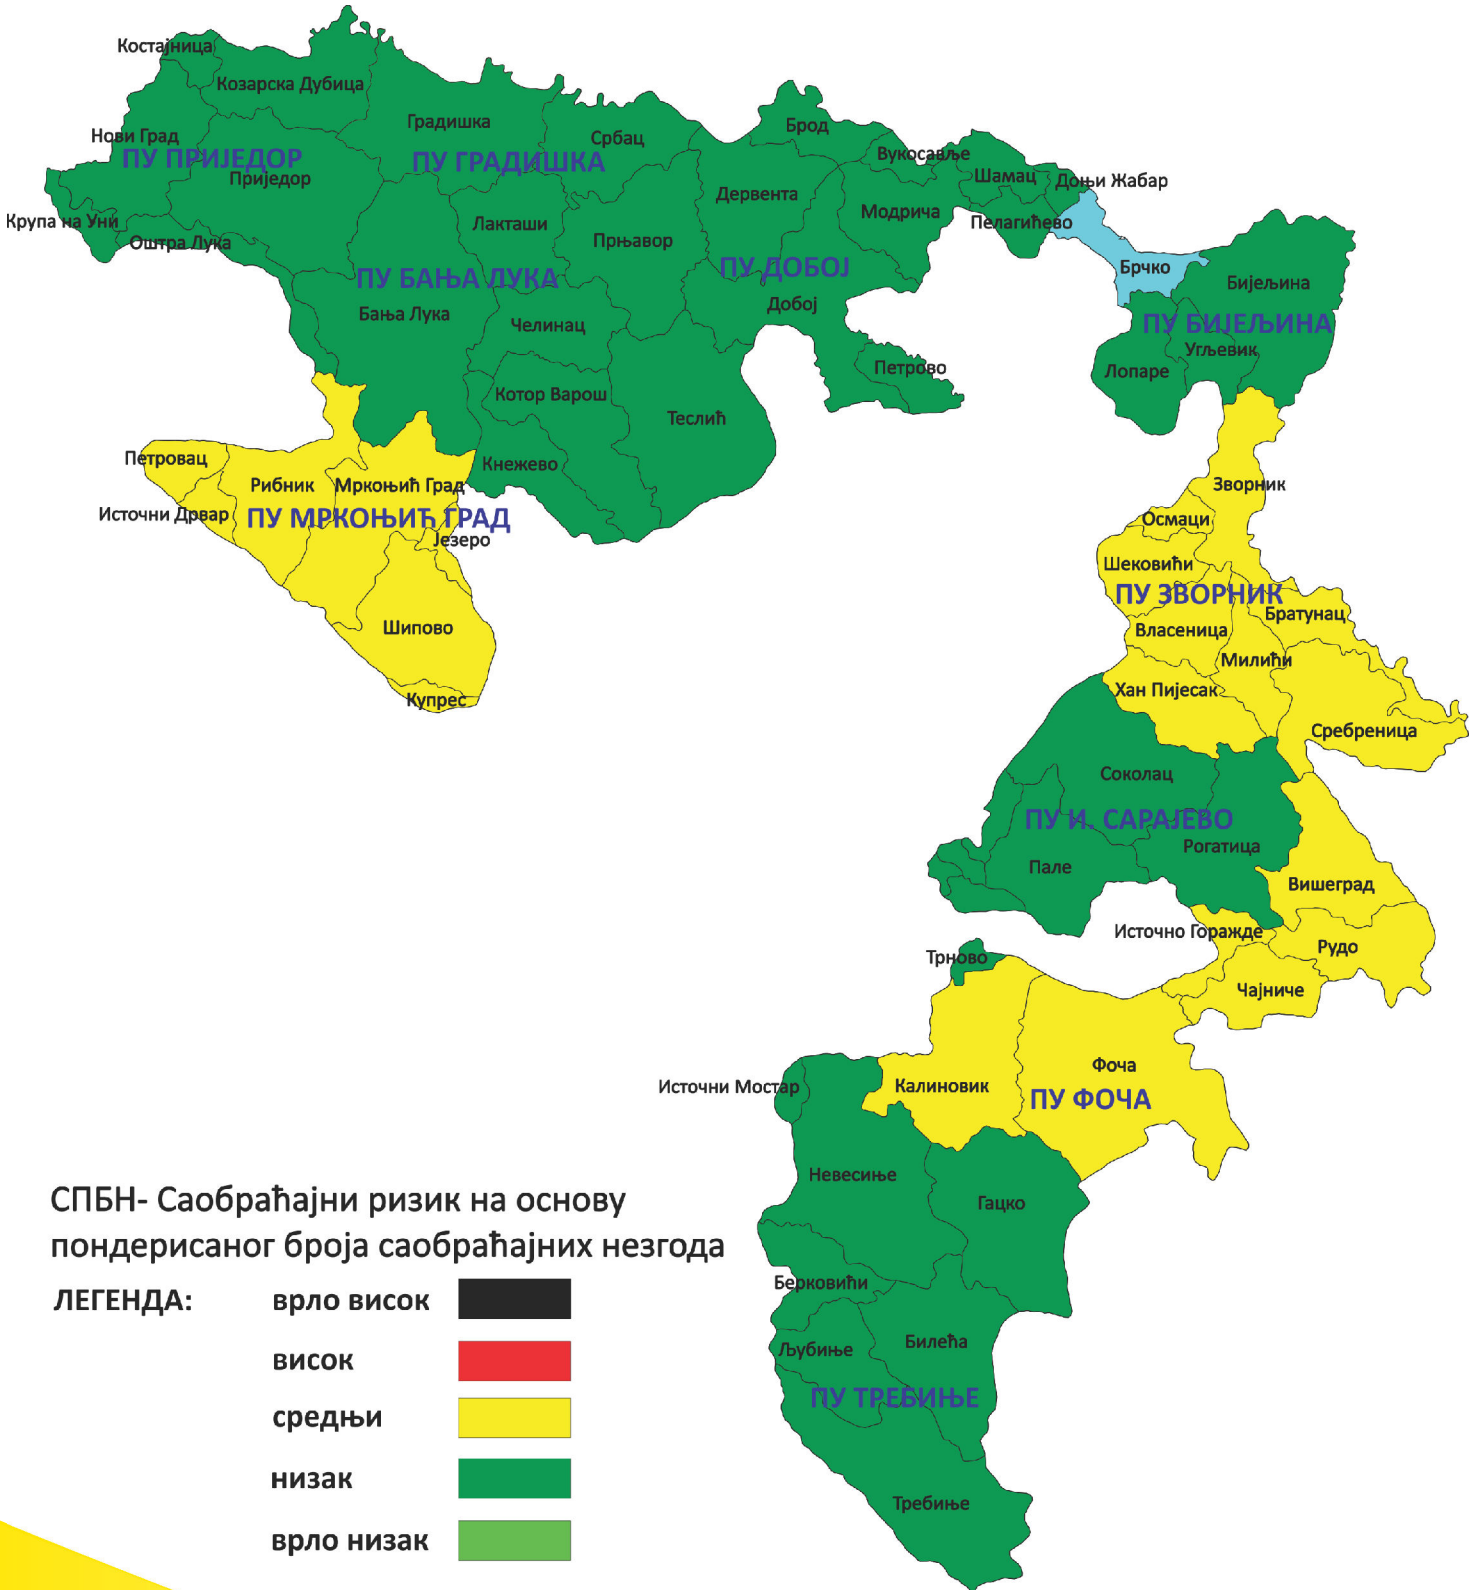 Костајница
Козарска Дубица
Градишка
Србац
Брод
Нови Град
ПУ ПРИЈЕДОР
ПУ ГРАДИШКА
Вукосавље
Приједор
Шамац
Доњи Жабар
Дервента
Модрича
Крупа на Уни
Оштра Лука
Лакташи
Прњавор
Пелагићево
ПУ БАЊА ЛУКА
ПУ ДОБОЈ
Брчко
Бијељина
Бања Лука
Челинац
Добој
ПУ БИЈЕЉИНА
Угљевик
Лопаре
Петрово
Котор Варош
Теслић
Петровац
Кнежево
Рибник
Мркоњић Град
Зворник
Источни Дрвар
ПУ МРКОЊИЋ ГРАД
Језеро
Осмаци
Шековићи
ПУ ЗВОРНИК
Братунац
Шипово
Власеница
Милићи
Хан Пијесак
Купрес
Сребреница
Соколац
ПУ И. САРАЈЕВО
Рогатица
Пале
Вишеград
Источно Горажде
Рудо
Трново
Чајниче
Фоча
Источни Мостар
Калиновик
ПУ ФОЧА
Невесиње
Гацко
Берковићи
Љубиње
Билећа
ПУ ТРЕБИЊЕ
Требиње
СПБН- Саобраћајни ризик на основу
пондерисаног броја саобраћајних незгода
ЛЕГЕНДА: врло висок
висок
средњи
низак
врло низак